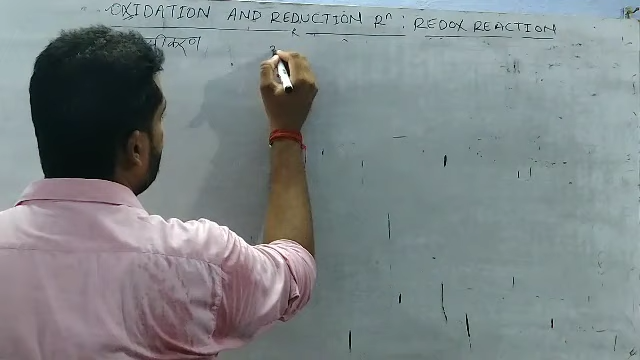 OXIDATION AND REDUCTION Rⁿ : REDOX REACTION